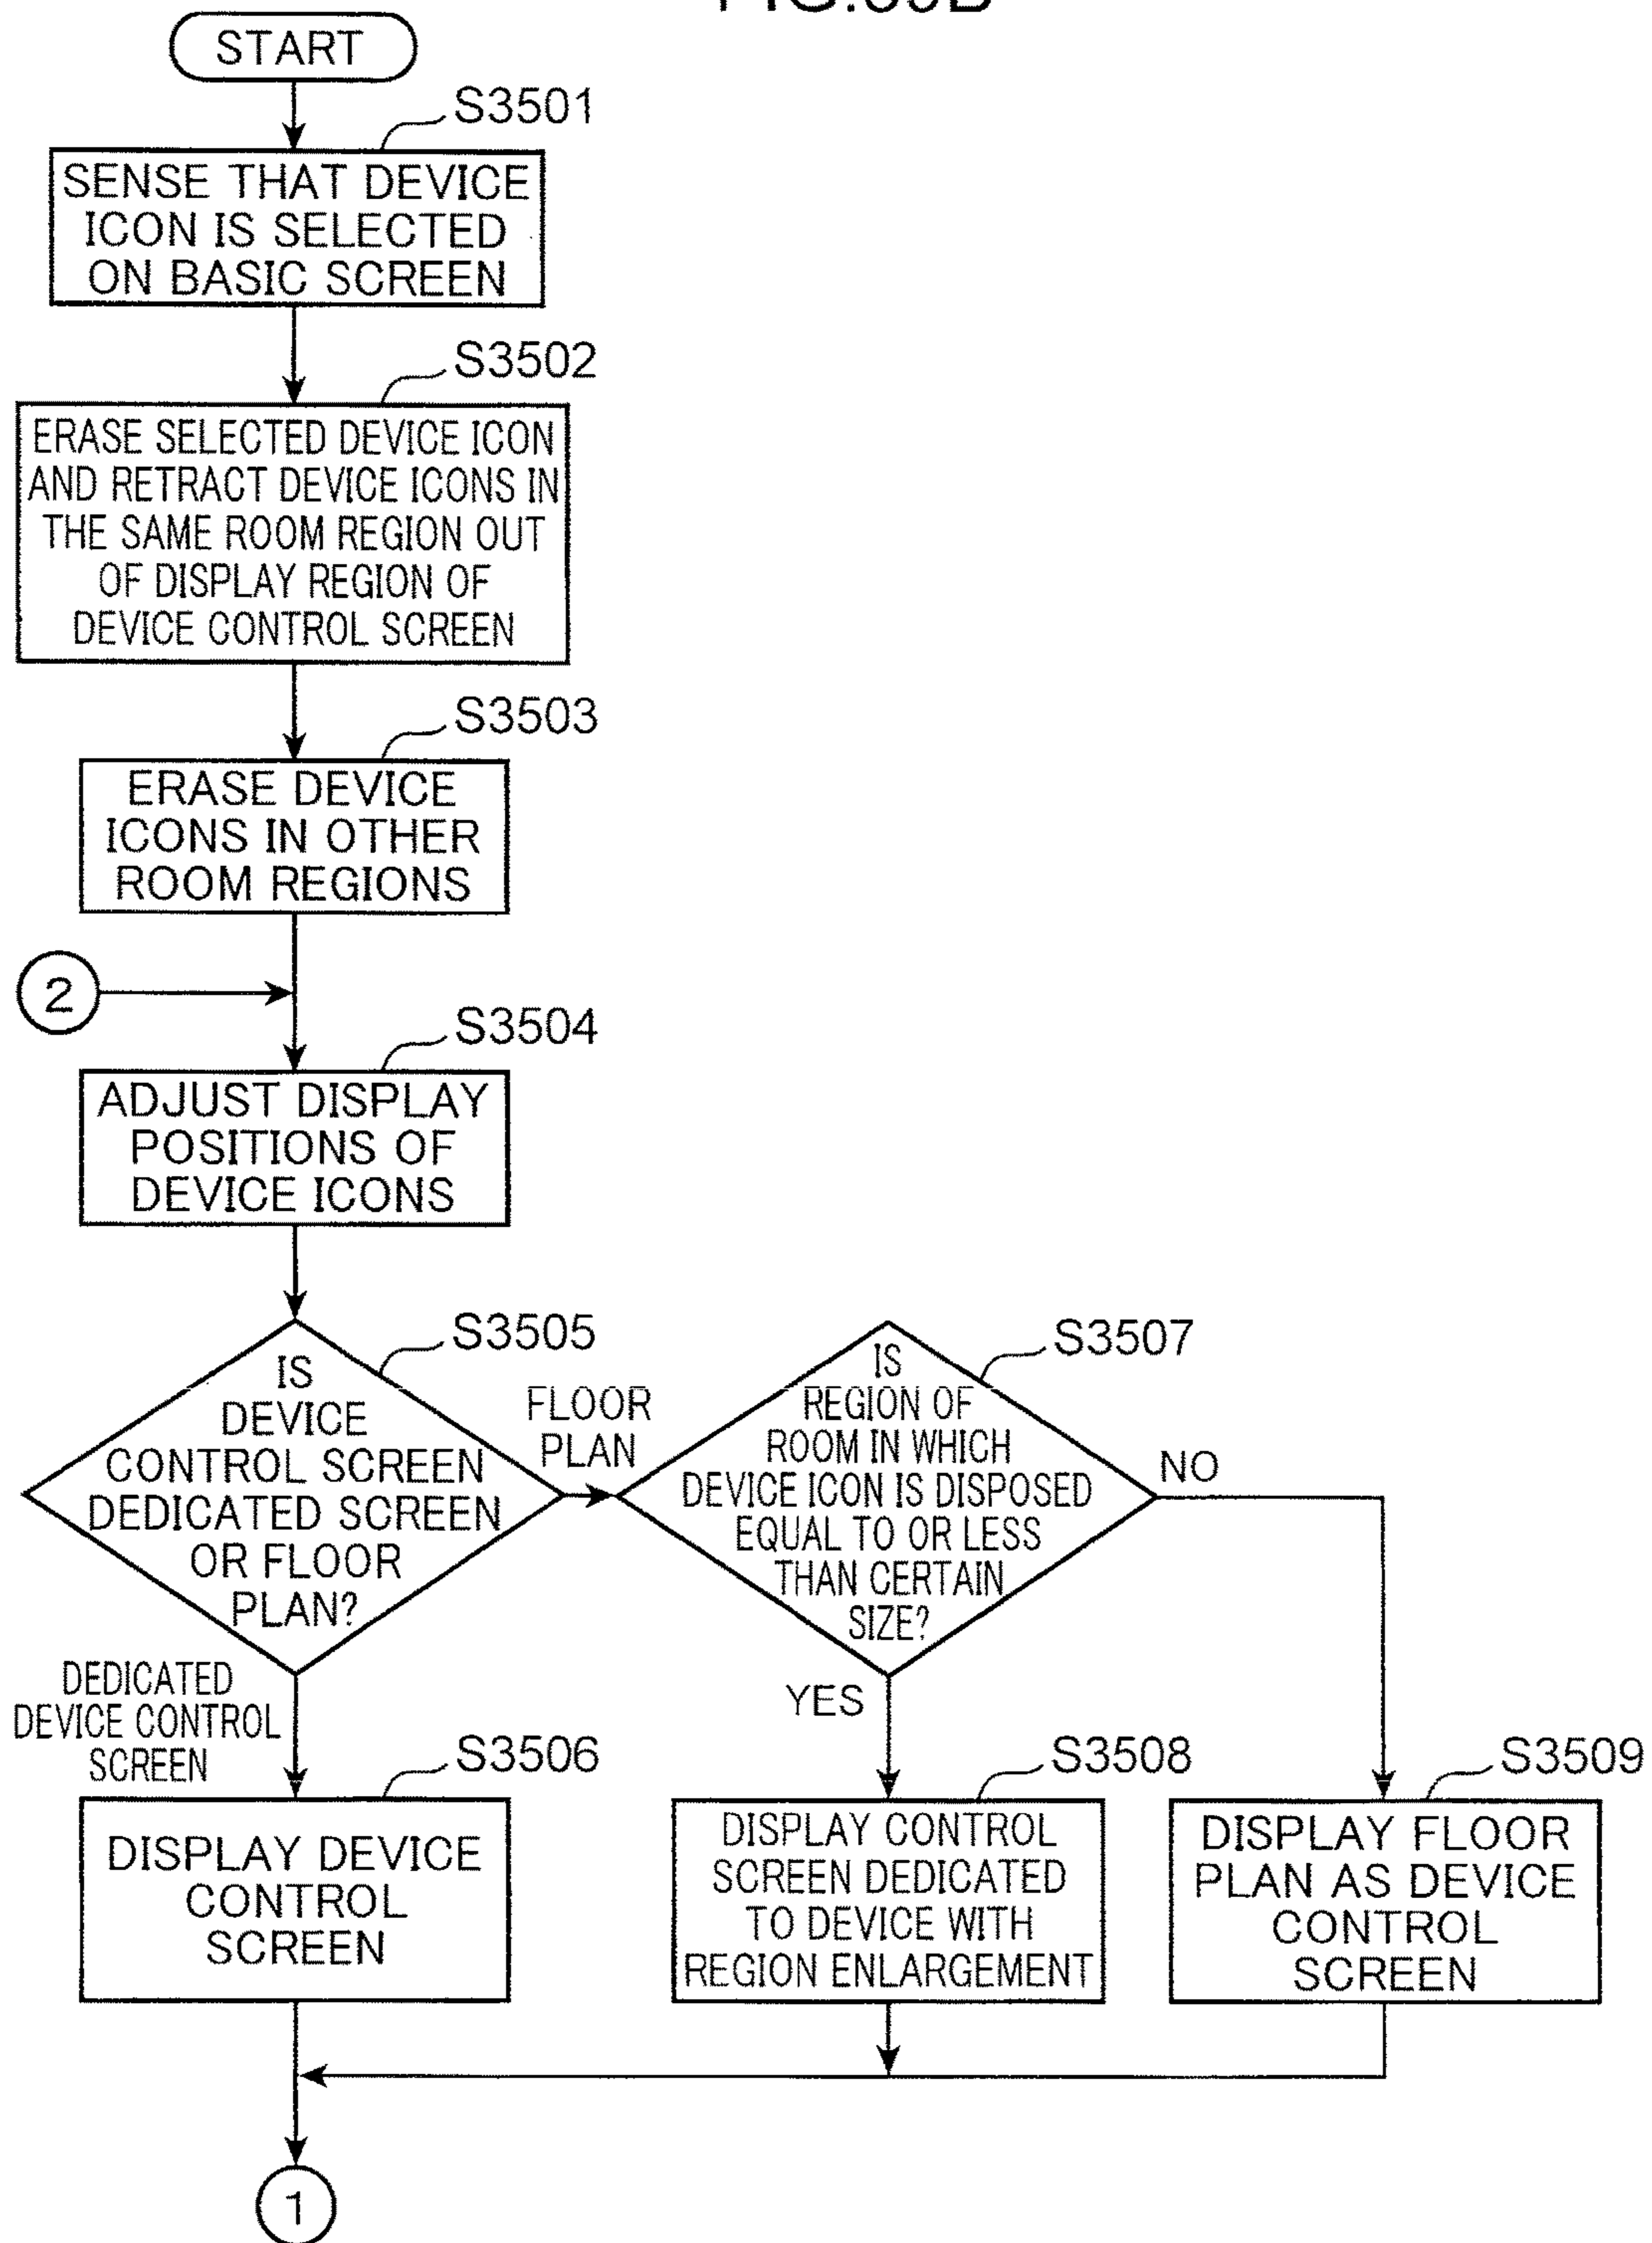 START
S3501
SENSE THAT DEVICE
ICON IS SELECTED
ON BASIC SCREEN
S3502
ERASE SELECTED DEVICE ICON
AND RETRACT DEVICE ICONS IN
THE SAME ROOM REGION OUT
OF DISPLAY REGION OF
DEVICE CONTROL SCREEN
S3503
ERASE DEVICE
ICONS IN OTHER
ROOM REGIONS
2
S3504
ADJUST DISPLAY
POSITIONS OF
DEVICE ICONS
S3505
IS
DEVICE
CONTROL SCREEN
DEDICATED SCREEN
OR FLOOR
PLAN?
FLOOR
PLAN
S3507
IS
REGION OF
ROOM IN WHICH
DEVICE ICON IS DISPOSED
EQUAL TO OR LESS
THAN CERTAIN
SIZE?
NO
DEDICATED
DEVICE CONTROL
SCREEN
YES
S3506
DISPLAY DEVICE
CONTROL
SCREEN
S3508
DISPLAY CONTROL
SCREEN DEDICATED
TO DEVICE WITH
REGION ENLARGEMENT
S3509
DISPLAY FLOOR
PLAN AS DEVICE
CONTROL
SCREEN
1